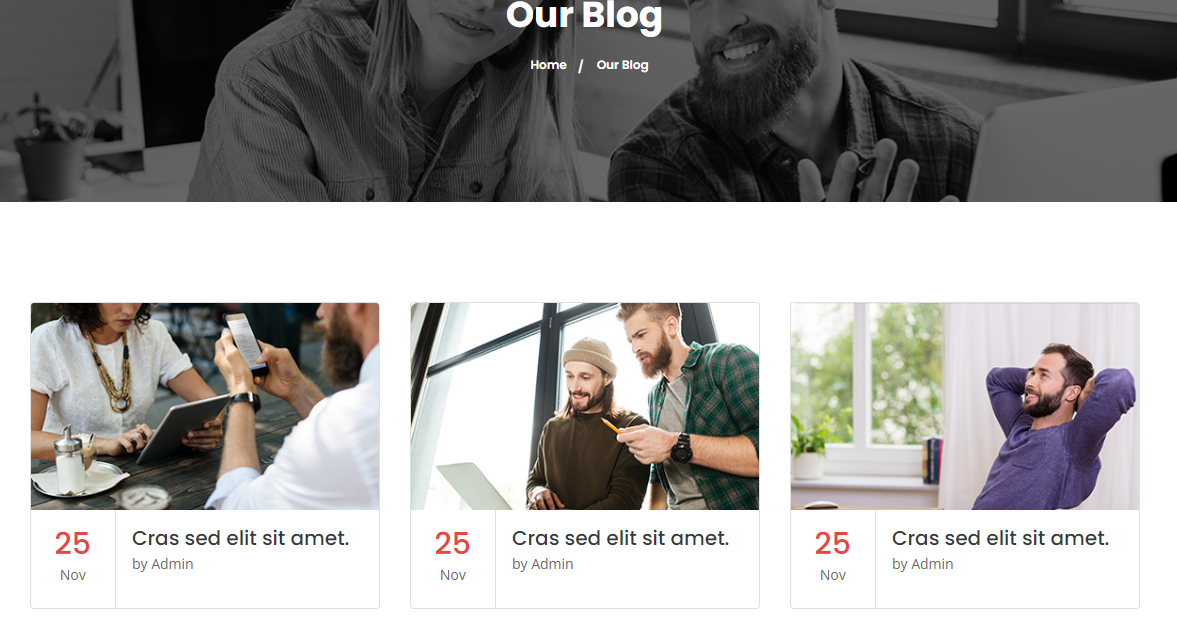 Our Blog
Home / Our Blog
25
Nov
Cras sed elit sit amet.
by Admin
25
Nov
Cras sed elit sit amet.
by Admin
25
Nov
Cras sed elit sit amet.
by Admin